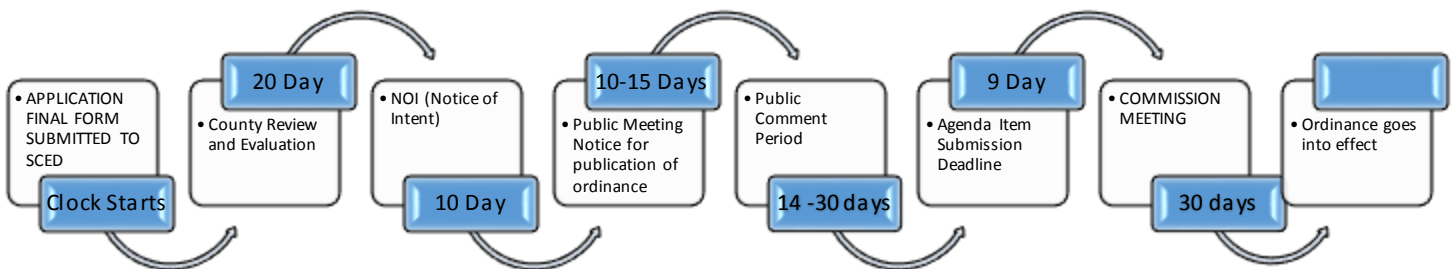 • APPLICATION
FINAL FORM
SUBMITTED TO
SCED
Clock Starts
20 Day
• County Review
and Evaluation
• NOI (Notice of
Intent)
10 Day
10-15 Days
• Public Meeting
Notice for
publication of
ordinance
• Public
Comment
Period
14 -30 days
9 Day
• Agenda Item
Submission
Deadline
• COMMISSION
MEETING
30 days
• Ordinance goes
into effect